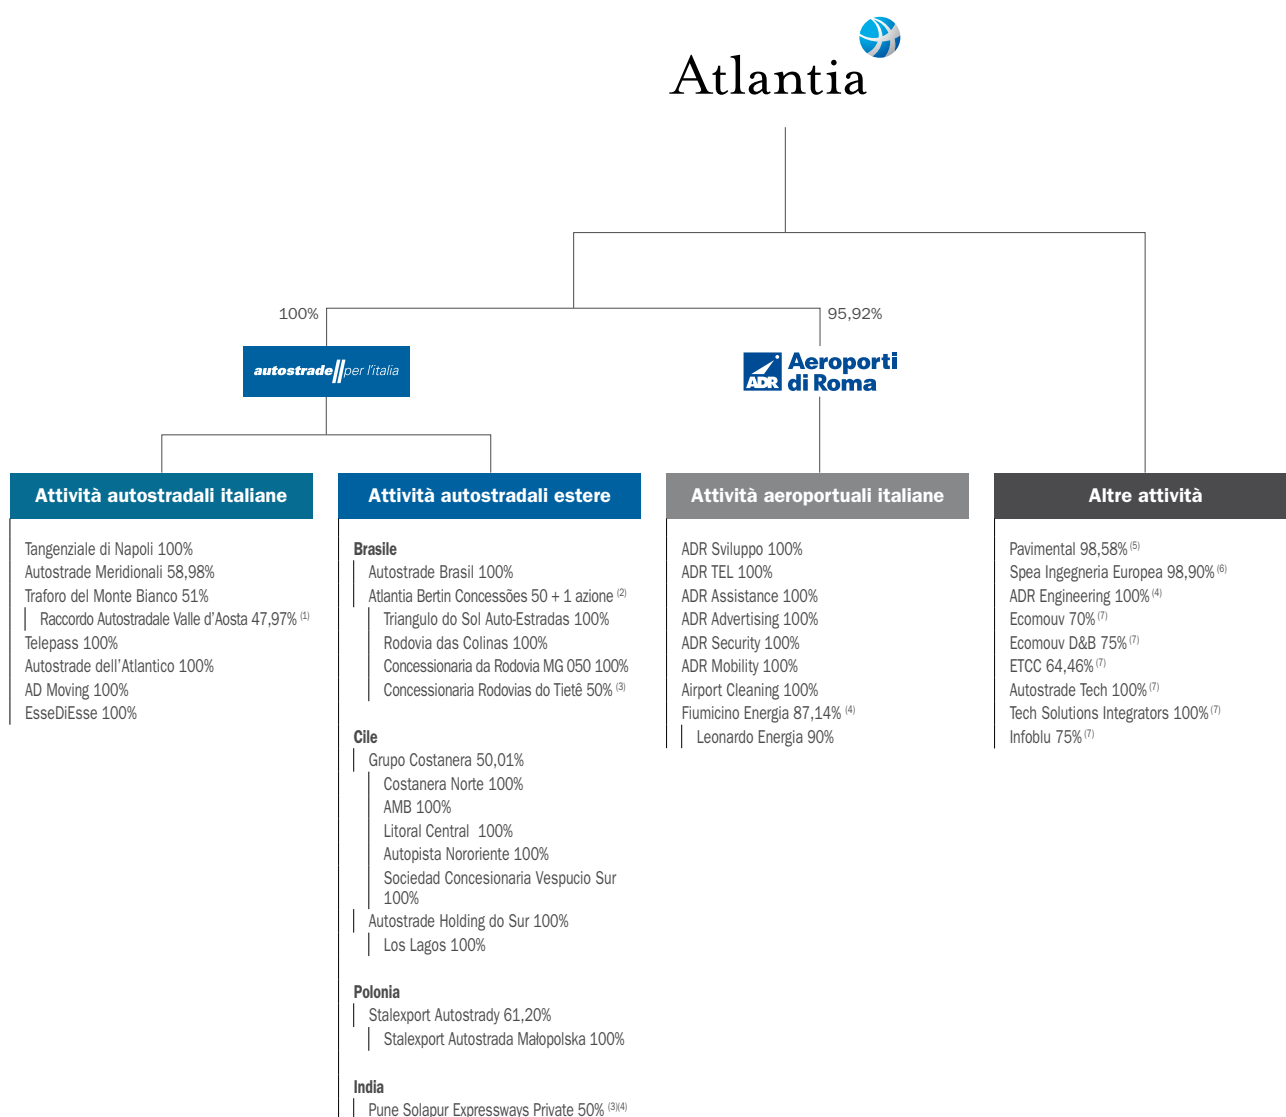 Atlantia
100%
95,92%
autostrade per l'italia
ADR Aeroporti
di Roma
Attività autostradali italiane
Tangenziale di Napoli 100%
Autostrade Meridionali 58,98%
Traforo del Monte Bianco 51%
Raccordo Autostradale Valle d'Aosta 47,97% (1)
Telepass 100%
Autostrade dell'Atlantico 100%
AD Moving 100%
EsseDiEsse 100%
Attività autostradali estere
Brasile
Autostrade Brasil 100%
Atlantia Bertin Concessões 50 + 1 azione (2)
Triangulo do Sol Auto-Estradas 100%
Rodovia das Colinas 100%
Concessionaria da Rodovia MG 050 100%
Concessionaria Rodovias do Tietê 50% (3)
Cile
Grupo Costanera 50,01%
Costanera Norte 100%
AMB 100%
Litoral Central 100%
Autopista Nororiente 100%
Sociedad Concesionaria Vespucio Sur
100%
Autostrade Holding do Sur 100%
Los Lagos 100%
Polonia
Stalexport Autostrady 61,20%
Stalexport Autostrada Małopolska 100%
India
Pune Solapur Expressways Private 50% (3)(4)
Attività aeroportuali italiane
ADR Sviluppo 100%
ADR TEL 100%
ADR Assistance 100%
ADR Advertising 100%
ADR Security 100%
ADR Mobility 100%
Airport Cleaning 100%
Fiumicino Energia 87,14% (4)
Leonardo Energia 90%
Altre attività
Pavimental 98,58% (5)
Spea Ingegneria Europea 98,90% (6)
ADR Engineering 100% (4)
Ecomouv 70% (7)
Ecomouv D&B 75% (7)
ETCC 64,46% (7)
Autostrade Tech 100% (7)
Tech Solutions Integrators 100% (7)
Infoblu 75% (7)